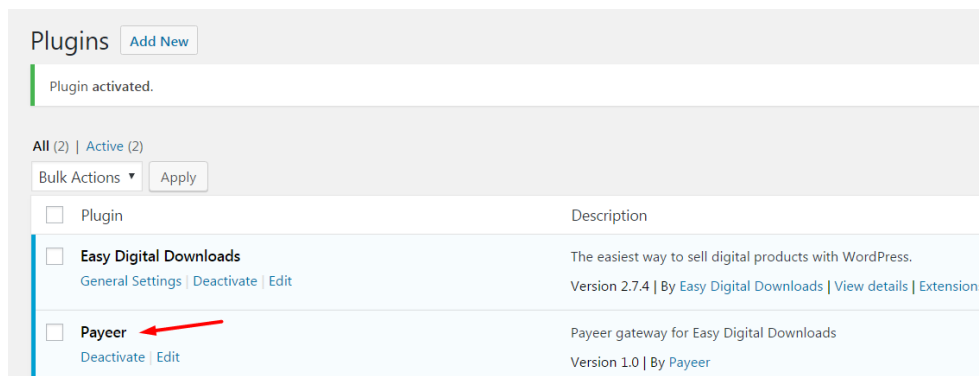 Plugins Add New
Plugin activated.
All (2) | Active (2)
Bulk Actions Apply
Plugin Description
Easy Digital Downloads The easiest way to sell digital products with WordPress.
General Settings | Deactivate | Edit Version 2.7.4 | By Easy Digital Downloads | View details | Extension
Payeer Payeer gateway for Easy Digital Downloads
Deactivate | Edit Version 1.0 | By Payeer